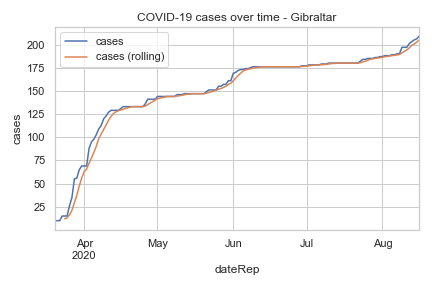 COVID-19 cases over time - Gibraltar
cases
cases (rolling)
200
175
150
125
100
75
50
25
cases
Apr
2020
May
Jun
Jul
Aug
dateRep